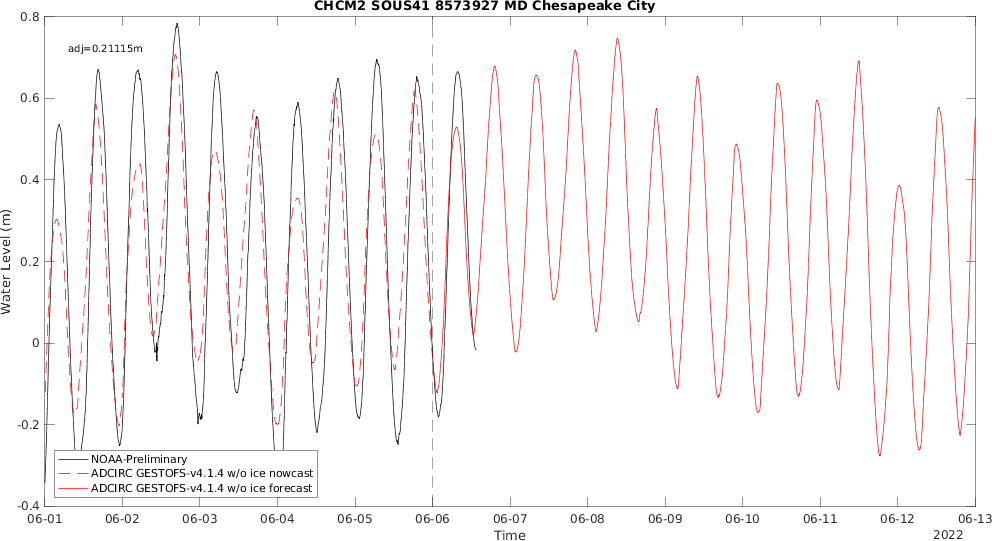 CHCM2 SOUS41 8573927 MD Chesapeake City
adj=0.21115m
Water Level (m)
0.8
0.6
0.4
0.2
0
-0.2
-0.4
NOAA-Preliminary
ADCIRC GESTOFS-v4.1.4 w/o ice nowcast
ADCIRC GESTOFS-v4.1.4 w/o ice forecast
06-01 06-02 06-03 06-04 06-05 06-06 06-07 06-08 06-09 06-10 06-11 06-12 06-13
Time
2022